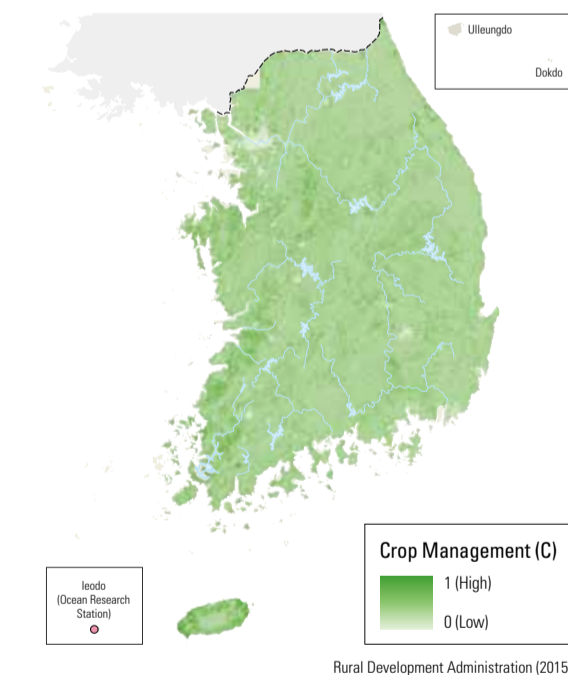 Ulleungdo
Dokdo
Crop Management (C)
1 (High)
0 (Low)
Ieodo
(Ocean Research
Station)
Rural Development Administration (2015